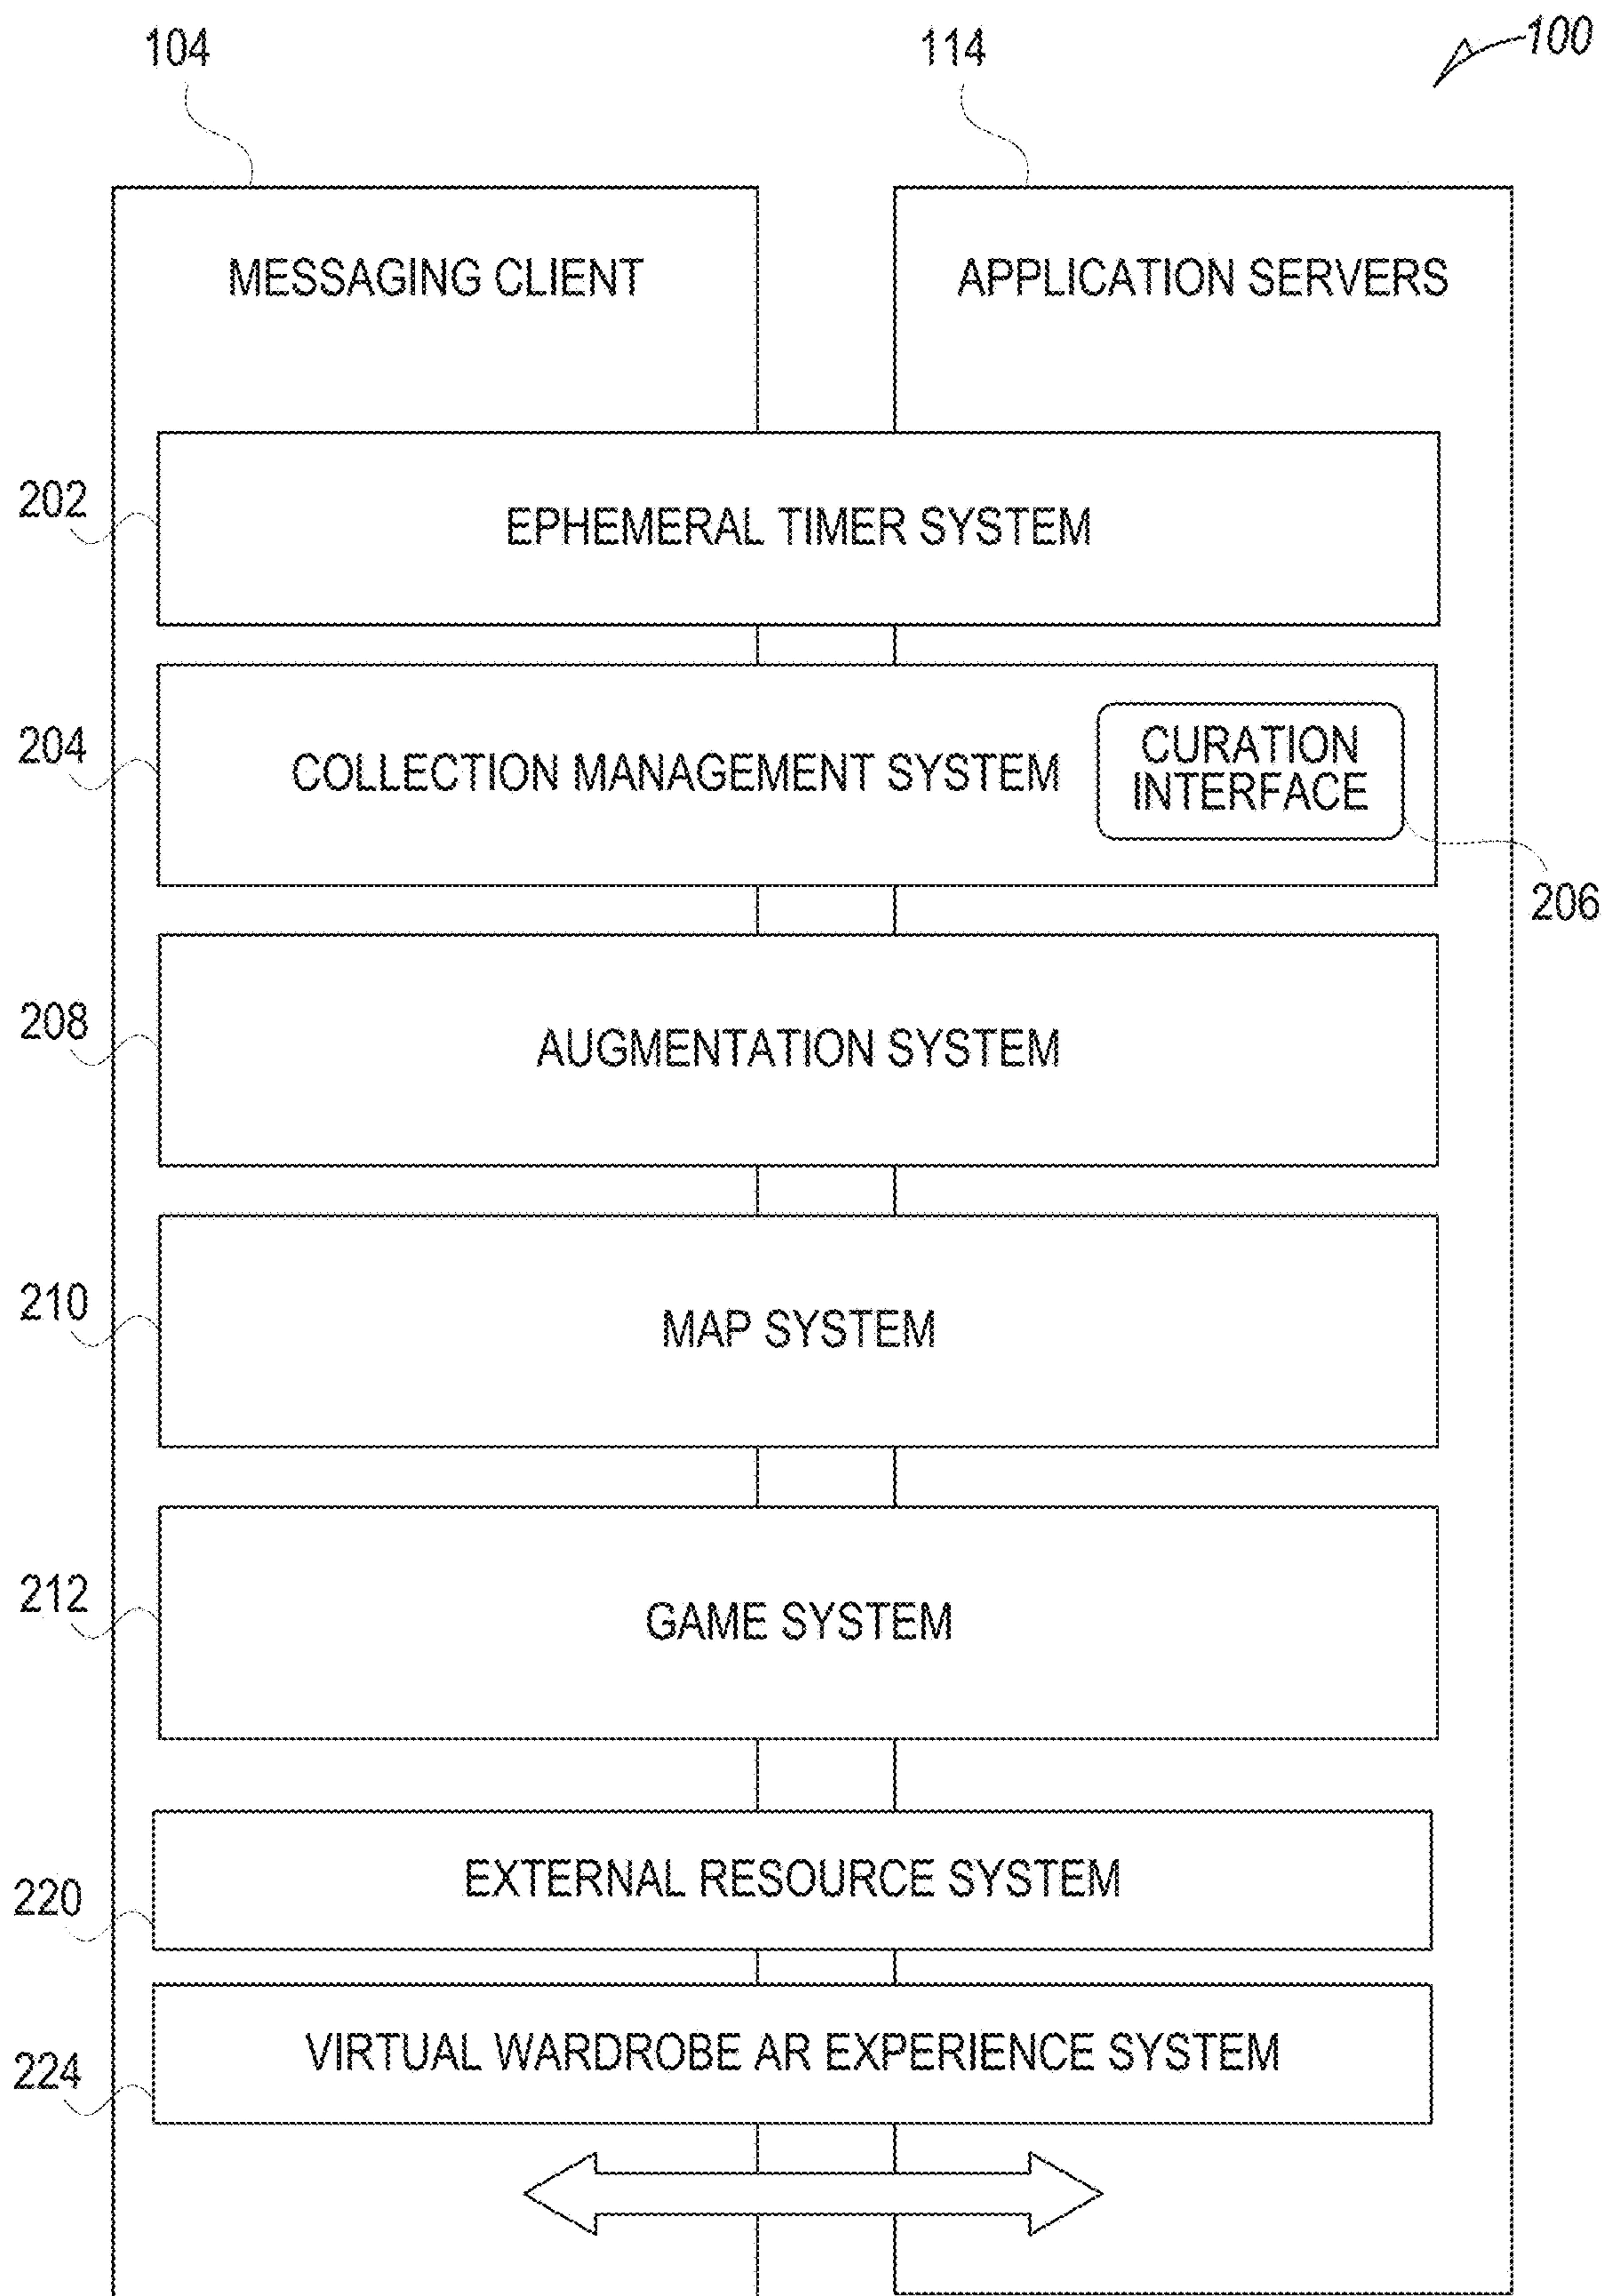 104
114
100
MESSAGING CLIENT
APPLICATION SERVERS
202
EPHEMERAL TIMER SYSTEM
204
COLLECTION MANAGEMENT SYSTEM
CURATION
INTERFACE
206
208
AUGMENTATION SYSTEM
210
MAP SYSTEM
212
GAME SYSTEM
220
EXTERNAL RESOURCE SYSTEM
224
VIRTUAL WARDROBE AR EXPERIENCE SYSTEM